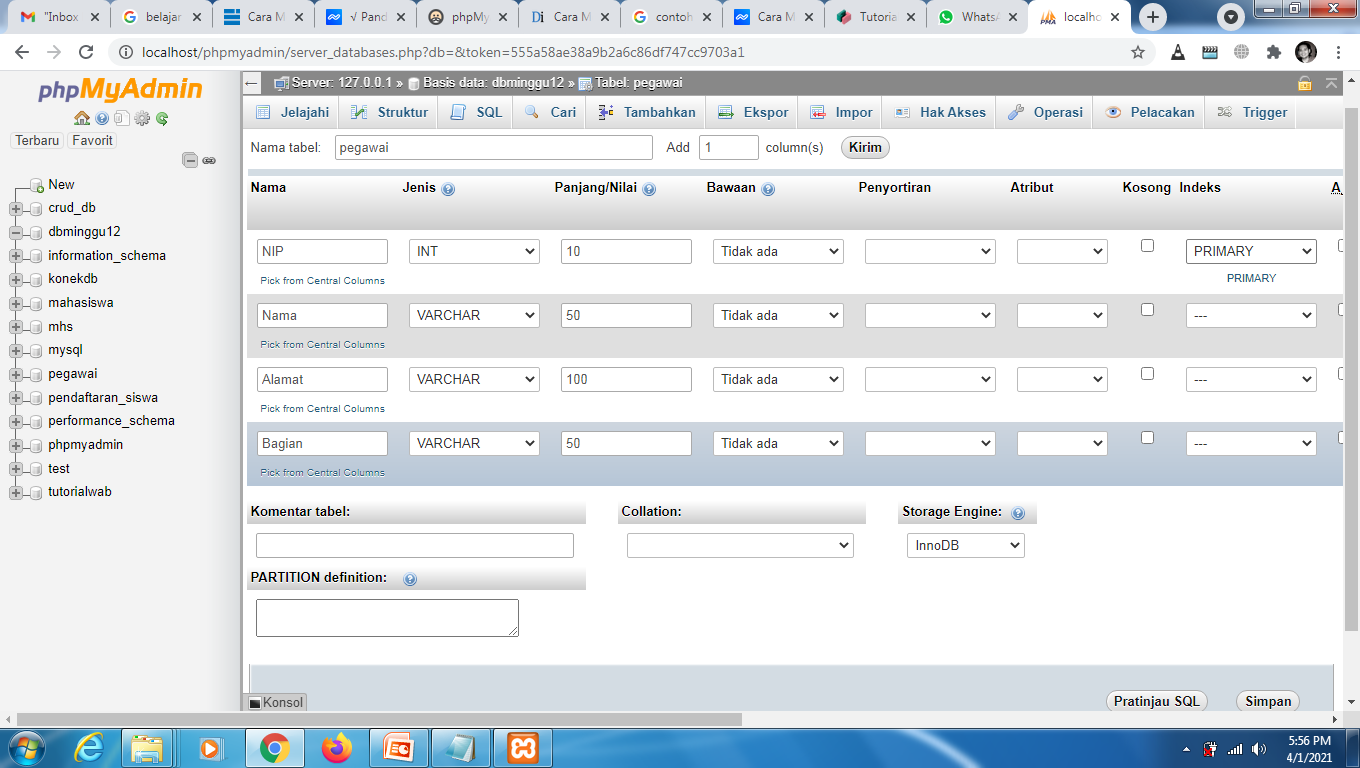 "Inbox belajar Cara M √ Pand phpMy Cara M contoh Cara M Tutoria WhatsA localho
localhost/phpmyadmin/server_databases.php?db=&token=555a58ae38a9b2a6c86df747cc9703a1
phpMyAdmin
Terbaru Favorit
New
crud_db
dbminggu12
information_schema
konekdb
mahasiswa
mhs
mysql
pegawai
pendaftaran_siswa
performance_schema
phpmyadmin
test
tutorialwab
Server: 127.0.0.1 » Basis data: dbminggu12 » Tabel: pegawai
Jelajahi Struktur SQL Cari Tambahkan Ekspor Impor Hak Akses Operasi Pelacakan Trigger
Nama tabel: pegawai Add 1 column(s) Kirim
Nama Jenis Panjang/Nilai Bawaan Penyortiran Atribut Kosong Indeks A
NIP INT 10 Tidak ada PRIMARY
Pick from Central Columns PRIMARY
Nama VARCHAR 50 Tidak ada ---
Pick from Central Columns
Alamat VARCHAR 100 Tidak ada ---
Pick from Central Columns
Bagian VARCHAR 50 Tidak ada ---
Pick from Central Columns
Komentar tabel: Collation: Storage Engine:
InnoDB
PARTITION definition:
Konsol Pratinjau SQL Simpan
5:56 PM
4/1/2021